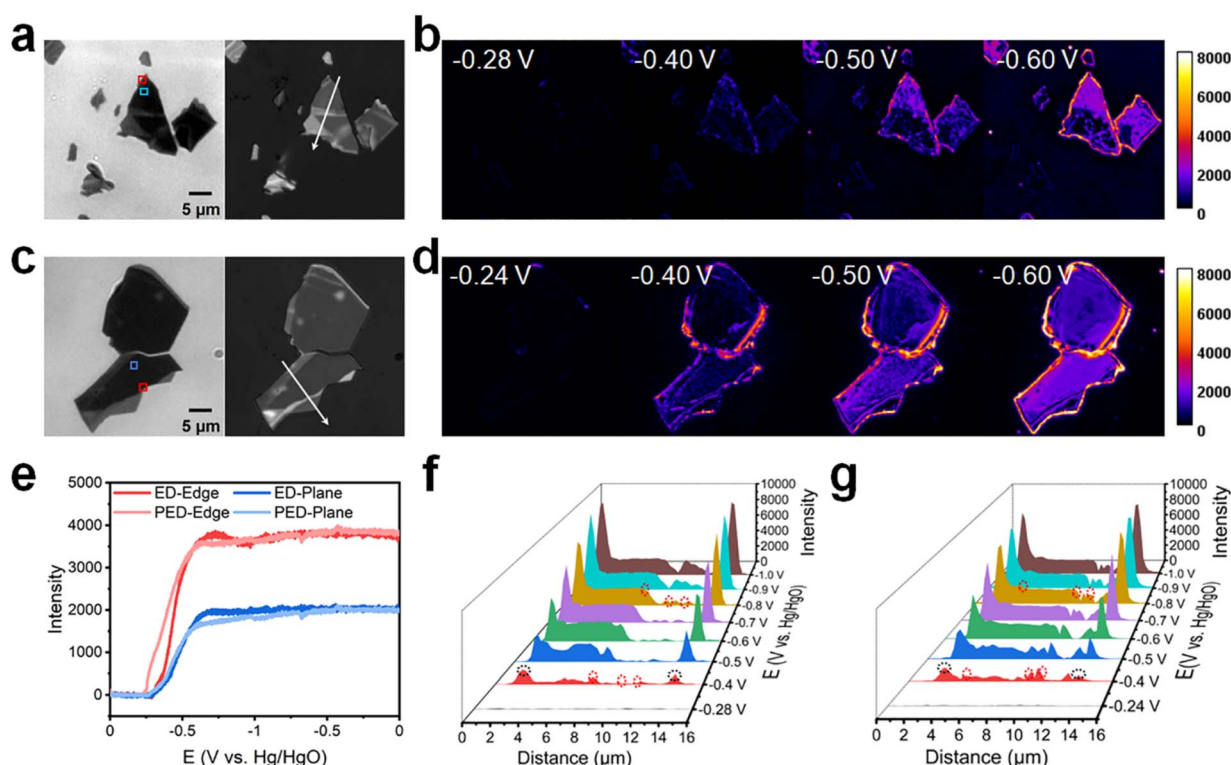 a
5 μm
b
-0.28 V
-0.40 V
-0.50 V
-0.60 V
8000
6000
4000
2000
0
c
5 μm
d
-0.24 V
-0.40 V
-0.50 V
-0.60 V
8000
6000
4000
2000
0
e
5000
4000
3000
2000
1000
0
Intensity
ED-Edge
ED-Plane
PED-Edge
PED-Plane
0
-0.5
-1.0
-0.5
0
E (V vs. Hg/HgO)
f
10000
8000
6000
4000
2000
0
Intensity
-1.0 V
-0.9 V
-0.8 V
-0.7 V
-0.6 V
-0.5 V
-0.4 V
-0.28 V
E (V vs. Hg/HgO)
0 2 4 6 8 10 12 14 16
Distance (μm)
g
10000
8000
6000
4000
2000
0
Intensity
-1.0 V
-0.9 V
-0.8 V
-0.7 V
-0.6 V
-0.5 V
-0.4 V
-0.24 V
E(V vs. Hg/HgO)
0 2 4 6 8 10 12 14 16
Distance (μm)